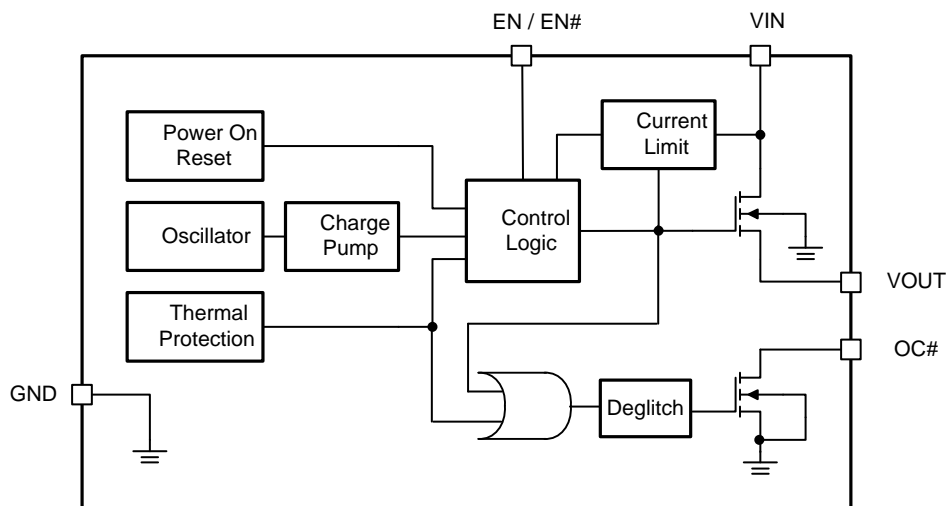 EN / EN#
VIN
Power On
Reset
Current
Limit
Oscillator
Charge
Pump
Control
Logic
Thermal
Protection
VOUT
OC#
GND
Deglitch